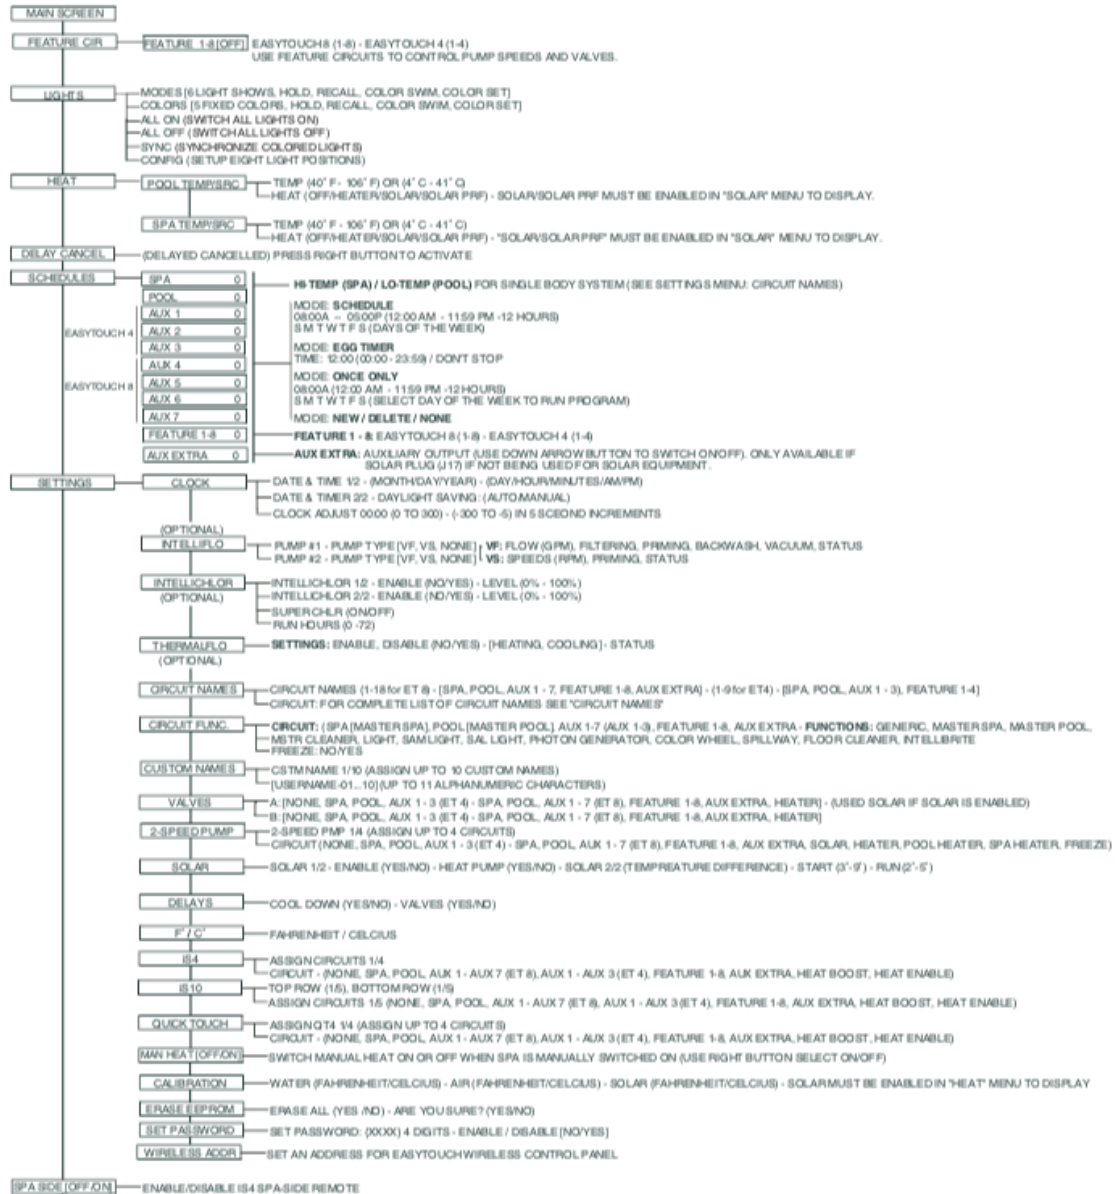 MAIN SCREEN
FEATURE CIR
FEATURE 1-8 [OFF]
EASYTOUCH 8 (1-8) - EASYTOUCH 4 (1-4)
USE FEATURE CIRCUITS TO CONTROL PUMP SPEEDS AND VALVES.
LIGHTS
MODES [6 LIGHT SHOWS, HOLD, RECALL, COLOR SWIM, COLOR SET]
COLORS [5 FIXED COLORS, HOLD, RECALL, COLOR SWIM, COLOR SET]
ALL ON (SWITCH ALL LIGHTS ON)
ALL OFF (SWITCH ALL LIGHTS OFF)
SYNC (SYNCHRONIZE COLORED LIGHTS)
CONFIG (SETUP EIGHT LIGHT POSITIONS)
HEAT
POOL TEMP/SRC
TEMP (40° F - 106° F) OR (4° C - 41° C)
HEAT (OFF/HEATER/SOLAR/SOLAR PRF) - SOLAR/SOLAR PRF MUST BE ENABLED IN "SOLAR" MENU TO DISPLAY.
SPA TEMP/SRC
TEMP (40° F - 106° F) OR (4° C - 41° C)
HEAT (OFF/HEATER/SOLAR/SOLAR PRF) - "SOLAR/SOLAR PRF" MUST BE ENABLED IN "SOLAR" MENU TO DISPLAY.
DELAY CANCEL
(DELAYED CANCELLED) PRESS RIGHT BUTTON TO ACTIVATE
SCHEDULES
SPA 0
HI-TEMP (SPA) / LO-TEMP (POOL) FOR SINGLE BODY SYSTEM (SEE SETTINGS MENU: CIRCUIT NAMES)
POOL 0
AUX 1 0
AUX 2 0
AUX 3 0
EASYTOUCH 4
AUX 4 0
AUX 5 0
AUX 6 0
AUX 7 0
EASYTOUCH 8
MODE: SCHEDULE
08:00A -- 05:00P (12:00 AM - 11:59 PM -12 HOURS)
S M T W T F S (DAYS OF THE WEEK)
MODE: EGG TIMER
TIME: 12:00 (00:00 - 23:59) / DON'T STOP
MODE: ONCE ONLY
08:00A (12:00 AM - 11:59 PM -12 HOURS)
S M T W T F S (SELECT DAY OF THE WEEK TO RUN PROGRAM)
MODE: NEW / DELETE / NONE
FEATURE 1-8 0
FEATURE 1 - 8: EASYTOUCH 8 (1-8) - EASYTOUCH 4 (1-4)
AUX EXTRA 0
AUX EXTRA: AUXILIARY OUTPUT (USE DOWN ARROW BUTTON TO SWITCH ON/OFF). ONLY AVAILABLE IF
SOLAR PLUG (J17) IF NOT BEING USED FOR SOLAR EQUIPMENT.
SETTINGS
CLOCK
DATE & TIME 1/2 - (MONTH/DAY/YEAR) - (DAY/HOUR/MINUTES/AM/PM)
DATE & TIMER 2/2 - DAYLIGHT SAVING: (AUTO/MANUAL)
CLOCK ADJUST 00:00 (0 TO 300) - (-300 TO -5) IN 5 SCEOND INCREMENTS
(OPTIONAL)
INTELLIFLO
PUMP #1 - PUMP TYPE [VF, VS, NONE]
PUMP #2 - PUMP TYPE [VF, VS, NONE]
VF: FLOW (GPM), FILTERING, PRIMING, BACKWASH, VACUUM, STATUS
VS: SPEEDS (RPM), PRIMING, STATUS
INTELLICHLOR
(OPTIONAL)
INTELLICHLOR 1/2 - ENABLE (NO/YES) - LEVEL (0% - 100%)
INTELLICHLOR 2/2 - ENABLE (NO/YES) - LEVEL (0% - 100%)
SUPER CHLR (ON/OFF)
RUN HOURS (0 -72)
THERMALFLO
(OPTIONAL)
SETTINGS: ENABLE, DISABLE (NO/YES) - [HEATING, COOLING] - STATUS
CIRCUIT NAMES
CIRCUIT NAMES (1-18 for ET 8) - [SPA, POOL, AUX 1 - 7, FEATURE 1-8, AUX EXTRA] - (1-9 for ET4) - [SPA, POOL, AUX 1 - 3), FEATURE 1-4]
CIRCUIT: FOR COMPLETE LIST OF CIRCUIT NAMES SEE "CIRCUIT NAMES"
CIRCUIT FUNC.
CIRCUIT: (SPA [MASTER SPA], POOL [MASTER POOL], AUX 1-7 (AUX 1-3), FEATURE 1-8, AUX EXTRA - FUNCTIONS: GENERIC, MASTER SPA, MASTER POOL,
MSTR CLEANER, LIGHT, SAM LIGHT, SAL LIGHT, PHOTON GENERATOR, COLOR WHEEL, SPILLWAY, FLOOR CLEANER, INTELLIBRITE
FREEZE: NO/YES
CUSTOM NAMES
CSTM NAME 1/10 (ASSIGN UP TO 10 CUSTOM NAMES)
[USERNAME-01...10] (UP TO 11 ALPHANUMERIC CHARACTERS)
VALVES
A: [NONE, SPA, POOL, AUX 1 - 3 (ET 4) - SPA, POOL, AUX 1 - 7 (ET 8), FEATURE 1-8, AUX EXTRA, HEATER] - (USED SOLAR IF SOLAR IS ENABLED)
B: [NONE, SPA, POOL, AUX 1 - 3 (ET 4) - SPA, POOL, AUX 1 - 7 (ET 8), FEATURE 1-8, AUX EXTRA, HEATER]
2-SPEED PUMP
2-SPEED PMP 1/4 (ASSIGN UP TO 4 CIRCUITS)
CIRCUIT (NONE, SPA, POOL, AUX 1 - 3 (ET 4) - SPA, POOL, AUX 1 - 7 (ET 8), FEATURE 1-8, AUX EXTRA, SOLAR, HEATER, POOL HEATER, SPA HEATER, FREEZE)
SOLAR
SOLAR 1/2 - ENABLE (YES/NO) - HEAT PUMP (YES/NO) - SOLAR 2/2 (TEMPREATURE DIFFERENCE) - START (3°-9°) - RUN (2°-5°)
DELAYS
COOL DOWN (YES/NO) - VALVES (YES/NO)
F° / C°
FAHRENHEIT / CELCIUS
iS4
ASSIGN CIRCUITS 1/4
CIRCUIT - (NONE, SPA, POOL, AUX 1 - AUX 7 (ET 8), AUX 1 - AUX 3 (ET 4), FEATURE 1-8, AUX EXTRA, HEAT BOOST, HEAT ENABLE)
iS10
TOP ROW (1/5), BOTTOM ROW (1/5)
ASSIGN CIRCUITS 1/5 (NONE, SPA, POOL, AUX 1 - AUX 7 (ET 8), AUX 1 - AUX 3 (ET 4), FEATURE 1-8, AUX EXTRA, HEAT BOOST, HEAT ENABLE)
QUICK TOUCH
ASSIGN QT4 1/4 (ASSIGN UP TO 4 CIRCUITS)
CIRCUIT - (NONE, SPA, POOL, AUX 1 - AUX 7 (ET 8), AUX 1 - AUX 3 (ET 4), FEATURE 1-8, AUX EXTRA, HEAT BOOST, HEAT ENABLE)
MAN HEAT [OFF/ON]
SWITCH MANUAL HEAT ON OR OFF WHEN SPA IS MANUALLY SWITCHED ON (USE RIGHT BUTTON SELECT ON/OFF)
CALIBRATION
WATER (FAHRENHEIT/CELCIUS) - AIR (FAHRENHEIT/CELCIUS) - SOLAR (FAHRENHEIT/CELCIUS) - SOLAR MUST BE ENABLED IN "HEAT" MENU TO DISPLAY
ERASE EEPROM
ERASE ALL (YES /NO) - ARE YOU SURE? (YES/NO)
SET PASSWORD
SET PASSWORD: (XXXX) 4 DIGITS - ENABLE / DISABLE [NO/YES]
WIRELESS ADDR
SET AN ADDRESS FOR EASYTOUCH WIRELESS CONTROL PANEL
SPA SIDE [OFF/ON]
ENABLE/DISABLE IS4 SPA-SIDE REMOTE